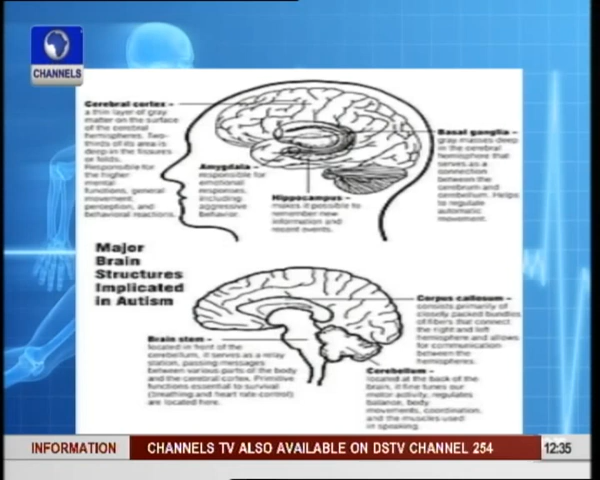 CHANNELS
Cerebral cortex –
a thin layer of gray
matter on the surface
of the cerebral
hemispheres. Two-
thirds of its area is
deep in the fissures
or folds.
Responsible for
the higher
mental
functions, general
movement,
perception, and
behavioral reactions.
Amygdala –
responsible for
emotional
responses,
including
aggressive
behavior.
Hippocampus –
makes it possible to
remember new
information and
recent events.
Basal ganglia –
gray masses deep
in the cerebral
hemisphere that
serves as a
connection
between the
cerebrum and
cerebellum. Helps
to regulate
automatic
movement.
Major
Brain
Structures
Implicated
in Autism
Corpus callosum –
consists primarily of
closely packed bundles
of fibers that connect
the right and left
hemisphere and allows
for communication
between the
hemispheres.
Brain stem –
located in front of the
cerebellum, it serves as a relay
station, passing messages
between various parts of the body
and the cerebral cortex. Primitive
functions essential to survival
(breathing and heart rate control)
are located here.
Cerebellum –
located at the back of the
brain, it fine tunes our
motor activity, regulates
balance, body
movements, coordination,
and the muscles used
in speaking.
INFORMATION
CHANNELS TV ALSO AVAILABLE ON DSTV CHANNEL 254
12:35